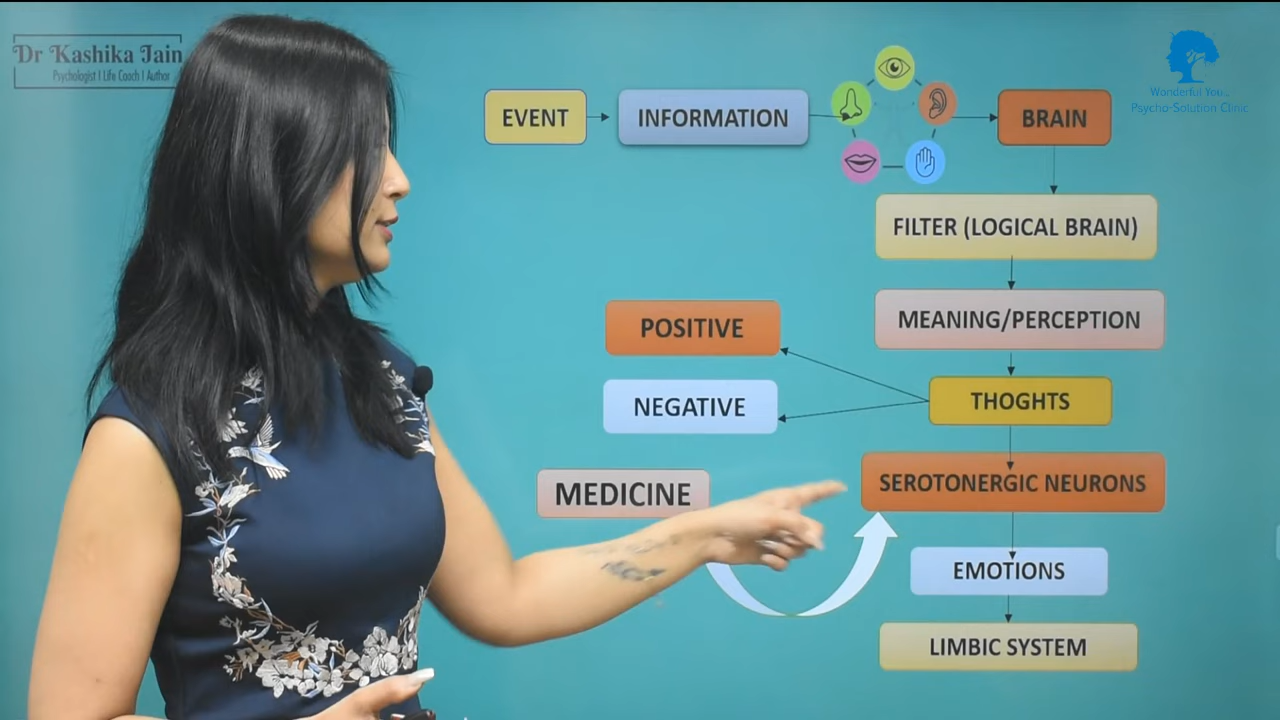 Dr Kashika Jain
Psychologist I Life Coach I Author
Wonderful You...
Psycho-Solution Clinic
EVENT
INFORMATION
BRAIN
FILTER (LOGICAL BRAIN)
MEANING/PERCEPTION
POSITIVE
THOGHTS
NEGATIVE
MEDICINE
SEROTONERGIC NEURONS
EMOTIONS
LIMBIC SYSTEM